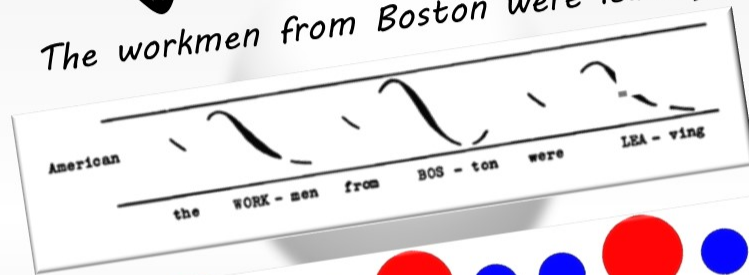 The workmen from Boston were
American
the WORK - men from BOS - ton were LEA - ving